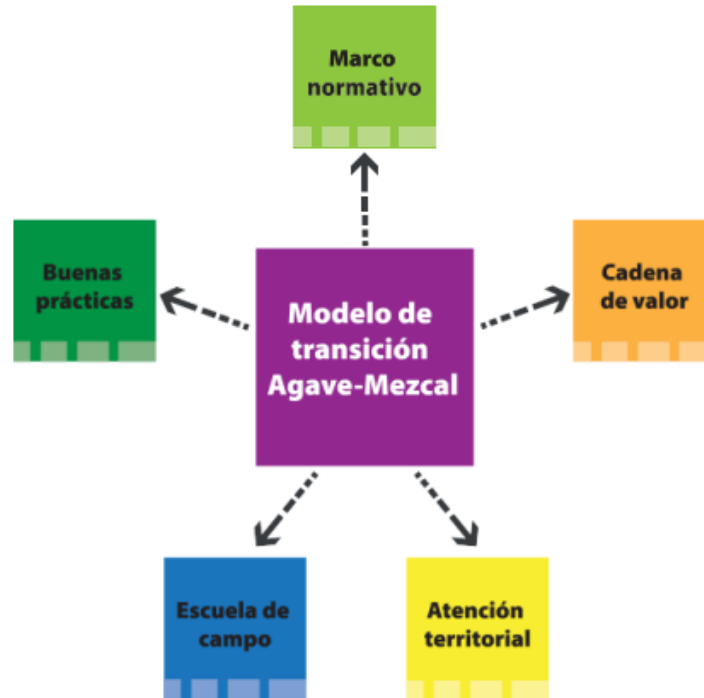 Marco
normativo
Buenas
prácticas
Cadena
de valor
Modelo de
transición
Agave-Mezcal
Escuela de
campo
Atención
territorial